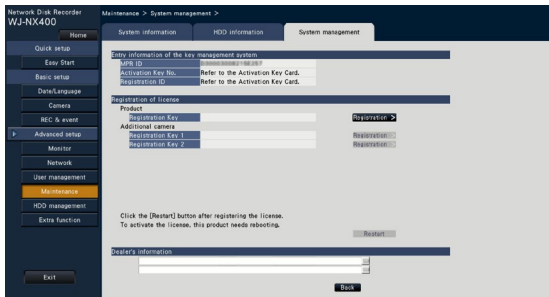 Network Disk Recorder
WJ-NX400
Maintenance > System management >
Home
System information
HDD information
System management
Quick setup
Easy Start
Basic setup
Date/Language
Camera
REC & event
Advanced setup
Monitor
Network
User management
Maintenance
HDD management
Extra function
Exit
Entry information of the key management system
MPR ID
Activation Key No. Refer to the Activation Key Card.
Registration ID Refer to the Activation Key Card.
Registration of license
Product
Registration Key Registration >
Additional camera
Registration Key 1 Registration
Registration Key 2 Registration
Click the [Restart] button after registering the license.
To activate the license, this product needs rebooting.
Restart
Dealer's information
Back